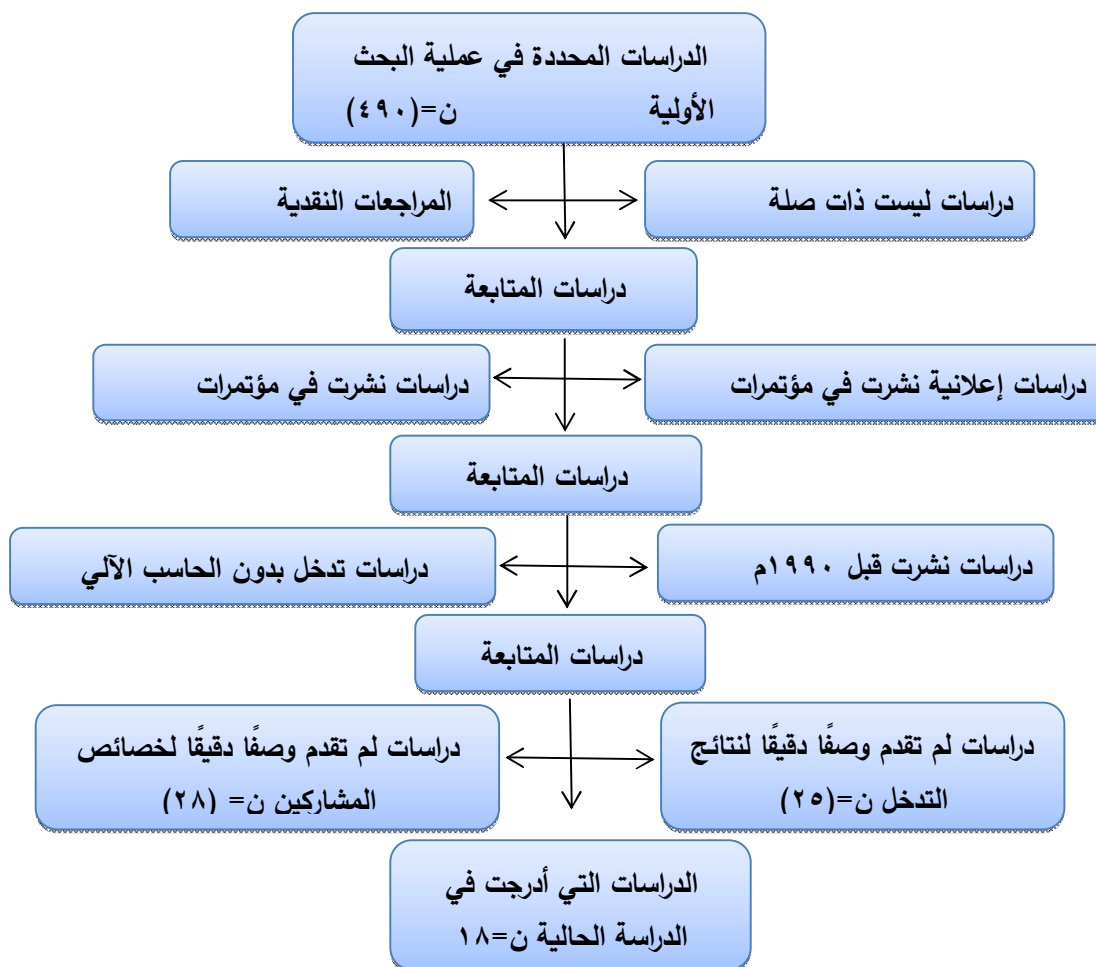 الدراسات المحددة في عملية البحث
الأولية ن=(٤٩٠)
دراسات ليست ذات صلة
المراجعات النقدية
دراسات المتابعة
دراسات إعلانية نشرت في مؤتمرات
دراسات نشرت في مؤتمرات
دراسات المتابعة
دراسات نشرت قبل ١٩٩٠م
دراسات تدخل بدون الحاسب الآلي
دراسات المتابعة
دراسات لم تقدم وصفًا دقيقًا لنتائج
التدخل ن=(٢٥)
دراسات لم تقدم وصفًا دقيقًا لخصائص
المشاركين ن= (٢٨)
الدراسات التي أدرجت في
الدراسة الحالية ن=١٨